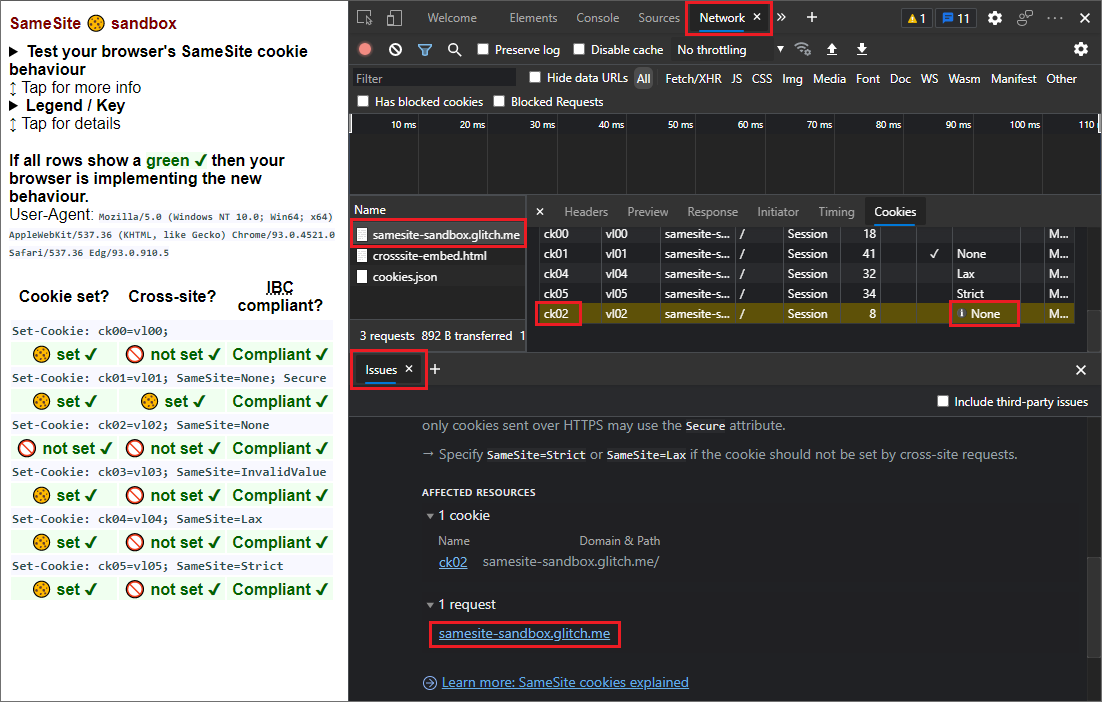 SameSite 🍪 sandbox
▶ Test your browser's SameSite cookie
behaviour
↕ Tap for more info
▶ Legend / Key
↕ Tap for details
If all rows show a green ✔ then your
browser is implementing the new
behaviour.
User-Agent: Mozilla/5.0 (Windows NT 10.0; Win64; x64)
AppleWebKit/537.36 (KHTML, like Gecko) Chrome/93.0.4521.0
Safari/537.36 Edg/93.0.910.5
Cookie set? Cross-site? IBC compliant?
Set-Cookie: ck00=vl00;
🍪 set ✔ 🚫 not set ✔ Compliant ✔
Set-Cookie: ck01=vl01; SameSite=None; Secure
🍪 set ✔ 🍪 set ✔ Compliant ✔
Set-Cookie: ck02=vl02; SameSite=None
🚫 not set ✔ 🚫 not set ✔ Compliant ✔
Set-Cookie: ck03=vl03; SameSite=InvalidValue
🍪 set ✔ 🚫 not set ✔ Compliant ✔
Set-Cookie: ck04=vl04; SameSite=Lax
🍪 set ✔ 🚫 not set ✔ Compliant ✔
Set-Cookie: ck05=vl05; SameSite=Strict
🍪 set ✔ 🚫 not set ✔ Compliant ✔
Welcome Elements Console Sources Network × » + 1 11
Preserve log Disable cache No throttling
Filter Hide data URLs All Fetch/XHR JS CSS Img Media Font Doc WS Wasm Manifest Other
Has blocked cookies Blocked Requests
10 ms 20 ms 30 ms 40 ms 50 ms 60 ms 70 ms 80 ms 90 ms 100 ms 110
Name
samesite-sandbox.glitch.me
crosssite-embed.html
cookies.json
3 requests 892 B transferred 1
× Headers Preview Response Initiator Timing Cookies
ck00 vl00 samesite-s... / Session 18 M...
ck01 vl01 samesite-s... / Session 41 ✓ None M...
ck04 vl04 samesite-s... / Session 32 Lax M...
ck05 vl05 samesite-s... / Session 34 Strict M...
ck02 vl02 samesite-s... / Session 8 i None M...
Issues × +
Include third-party issues
only cookies sent over HTTPS may use the Secure attribute.
→ Specify SameSite=Strict or SameSite=Lax if the cookie should not be set by cross-site requests.
AFFECTED RESOURCES
▼ 1 cookie
Name Domain & Path
ck02 samesite-sandbox.glitch.me/
▼ 1 request
samesite-sandbox.glitch.me
Learn more: SameSite cookies explained